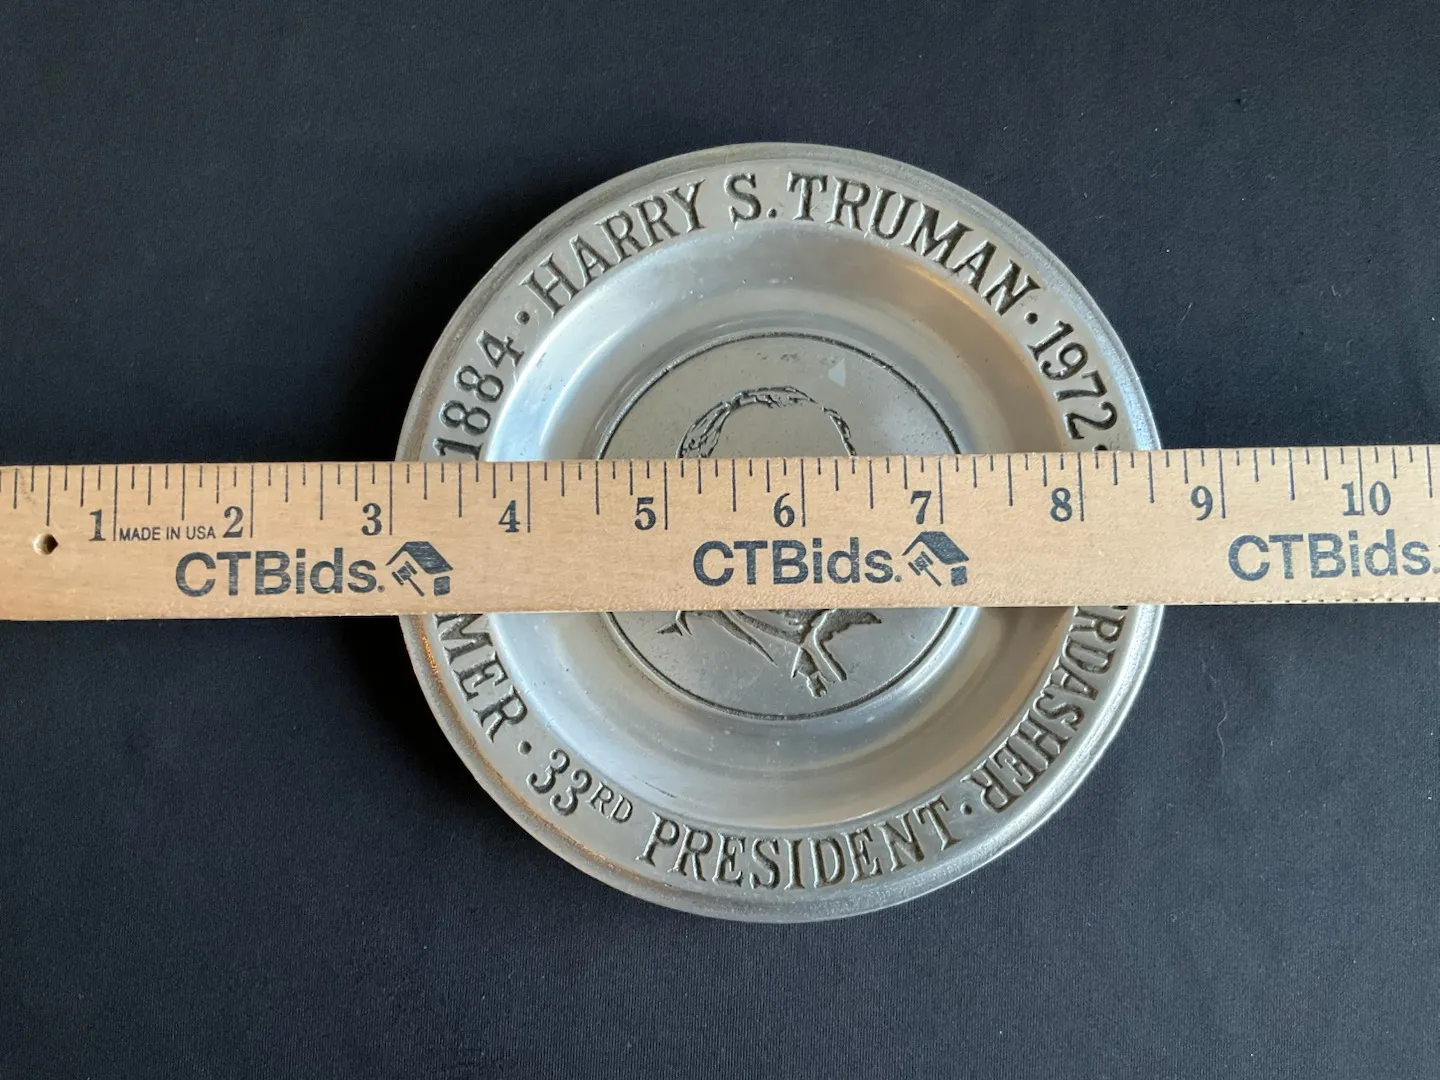 1884 • HARRY S. TRUMAN • 1972 •
1 2 3 4 5 6 7 8 9 10
MADE IN USA
CTBids. CTBids. CTBids.
MER • 33RD PRESIDENT • RDASHER